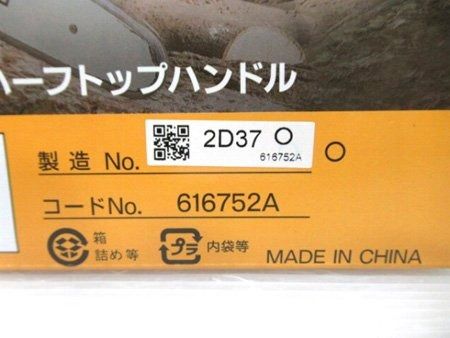 ハーフトップハンドル
製造 No. 2D37 〇 〇
616752A
コードNo. 616752A
箱
詰め等
プラ
内袋等
MADE IN CHINA